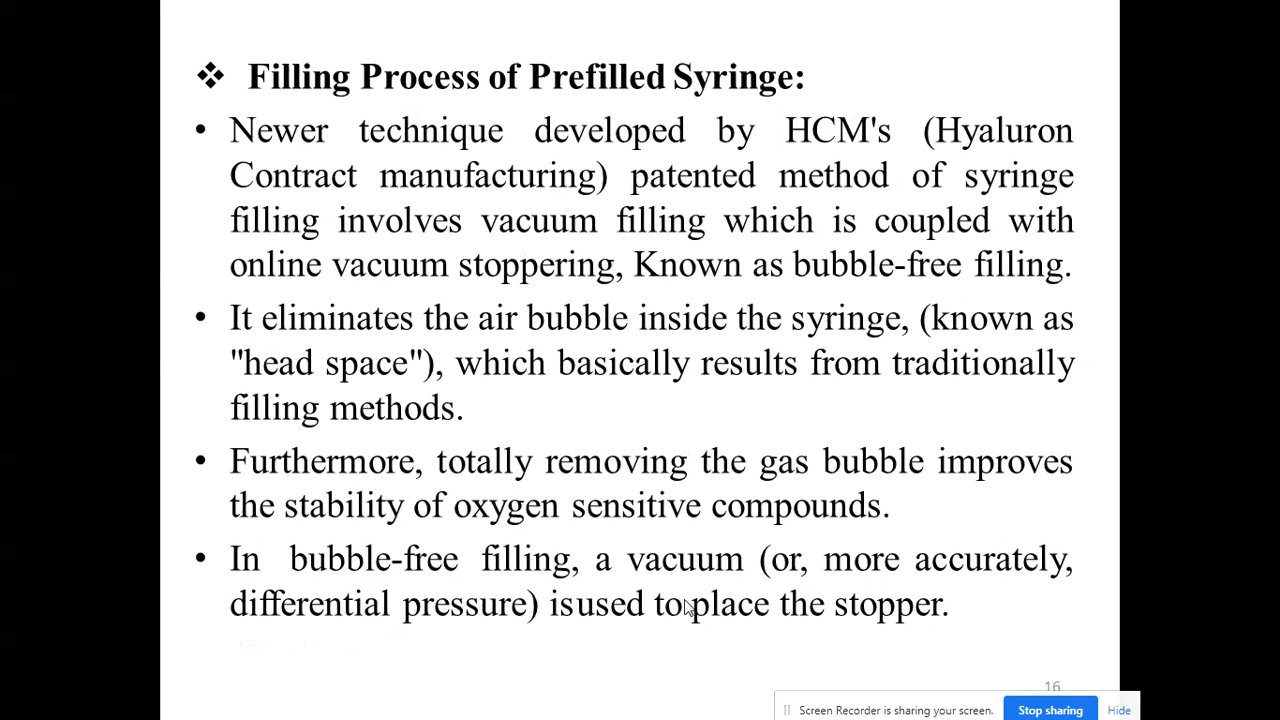 ❖ Filling Process of Prefilled Syringe:
• Newer technique developed by HCM's (Hyaluron
Contract manufacturing) patented method of syringe
filling involves vacuum filling which is coupled with
online vacuum stoppering, Known as bubble-free filling.
• It eliminates the air bubble inside the syringe, (known as
"head space"), which basically results from traditionally
filling methods.
• Furthermore, totally removing the gas bubble improves
the stability of oxygen sensitive compounds.
• In bubble-free filling, a vacuum (or, more accurately,
differential pressure) isused to place the stopper.
16
Screen Recorder is sharing your screen. Stop sharing Hide